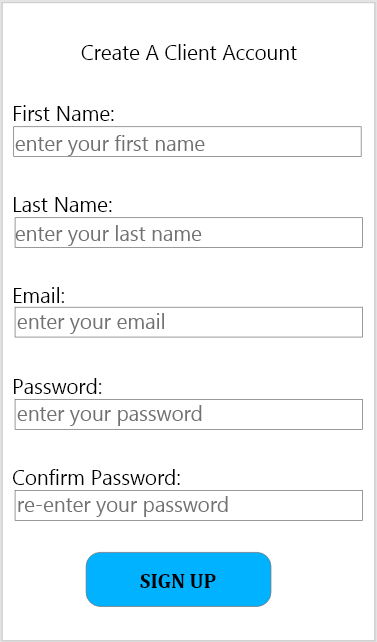 Create A Client Account
First Name:
enter your first name
Last Name:
enter your last name
Email:
enter your email
Password:
enter your password
Confirm Password:
re-enter your password
SIGN UP